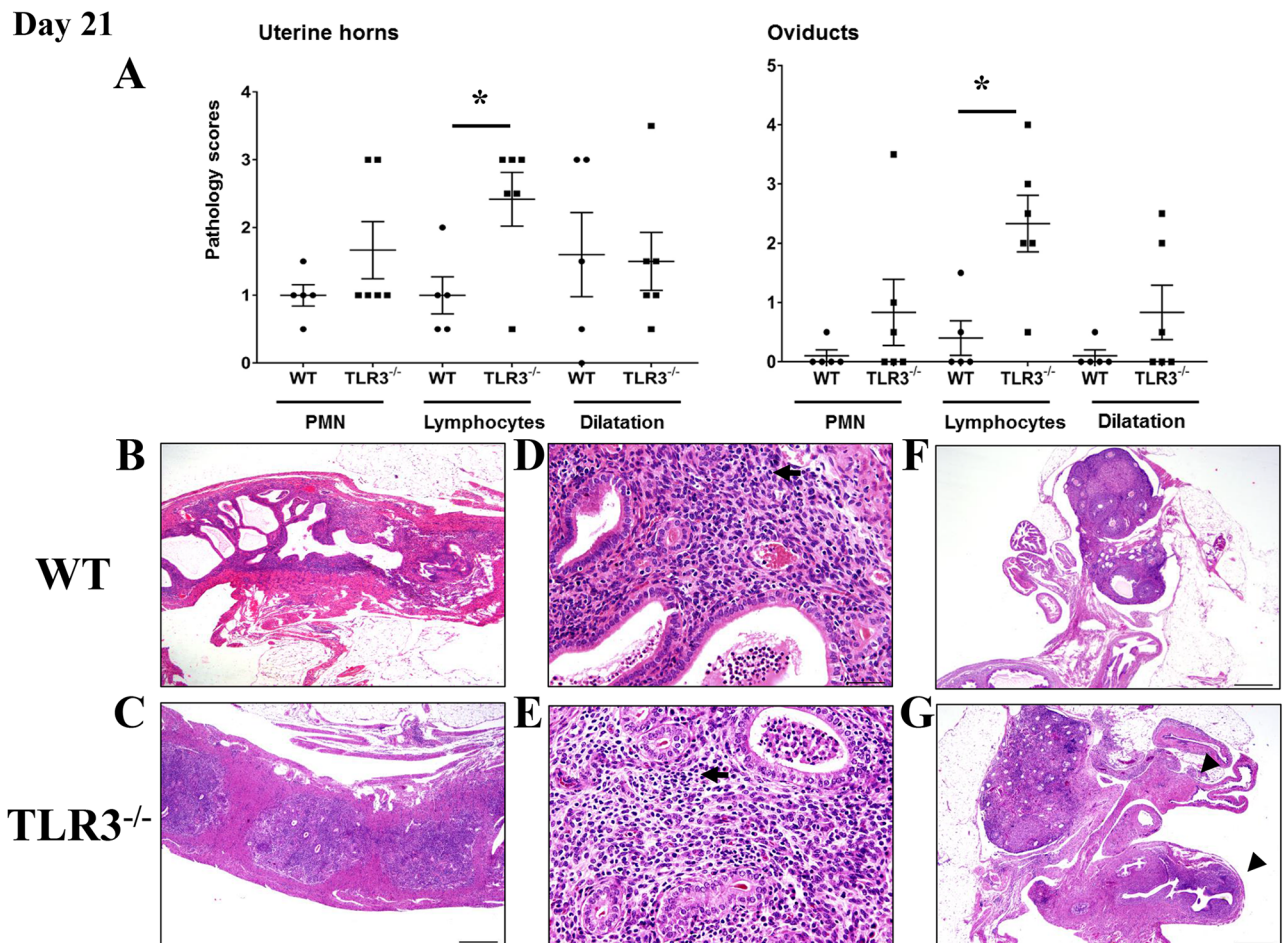 Day 21
Uterine horns
Oviducts
A
Pathology scores
4
3
2
1
0
*
WT TLR3-/- WT TLR3-/- WT TLR3-/-
PMN Lymphocytes Dilatation
5
4
3
2
1
0
*
WT TLR3-/- WT TLR3-/- WT TLR3-/-
PMN Lymphocytes Dilatation
B D F
WT
C E G
TLR3-/-